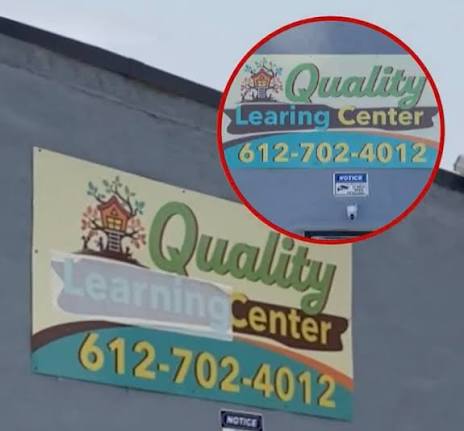 Quality
Learing Center
612-702-4012
NOTICE
Quality
Learning Center
612-702-4012
NOTICE